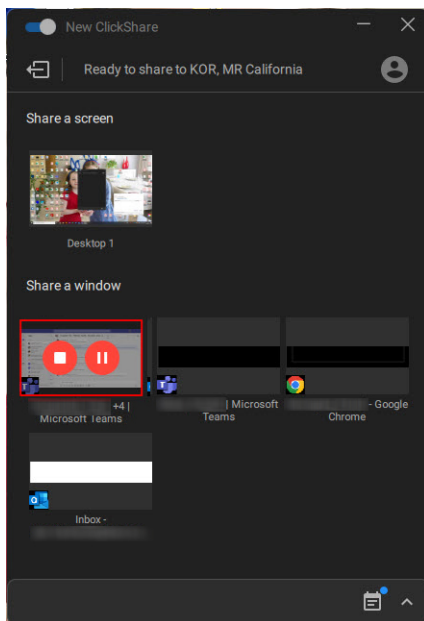 New ClickShare
Ready to share to KOR, MR California
Share a screen
Desktop 1
Share a window
+4 |
Microsoft Teams
| Microsoft
Teams
- Google
Chrome
Inbox -